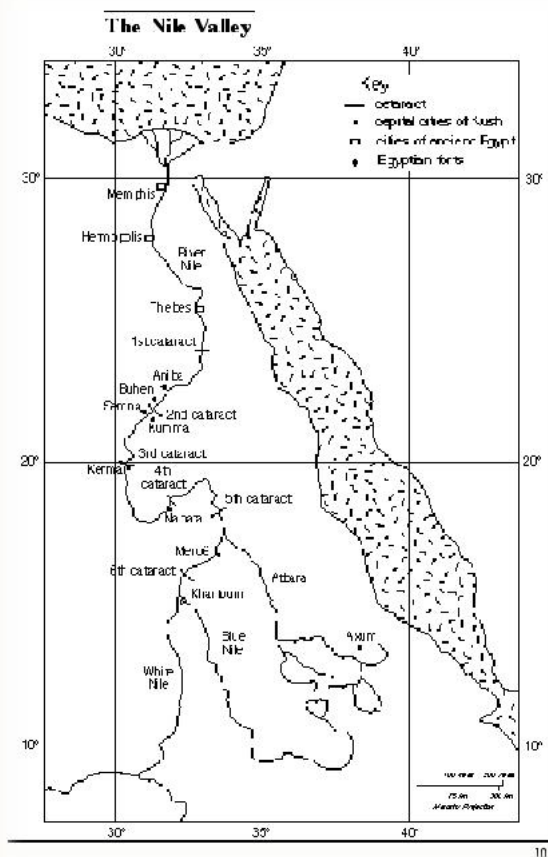 The Nile Valley
30° 35° 40°
Key
cataract
capital cities of Kush
cities of ancient Egypt
Egyptian forts
30°
Memphis
Hermopolis
River
Nile
Thebes
1st cataract
Aniba
Buhen
Semna
2nd cataract
Kumma
3rd cataract
20°
20°
Kerma
4th
cataract
5th cataract
Napata
Meroë
6th cataract
Atbara
Khartoum
Blue
Nile
Axum
White
Nile
10°
10°
30° 35° 40°
10